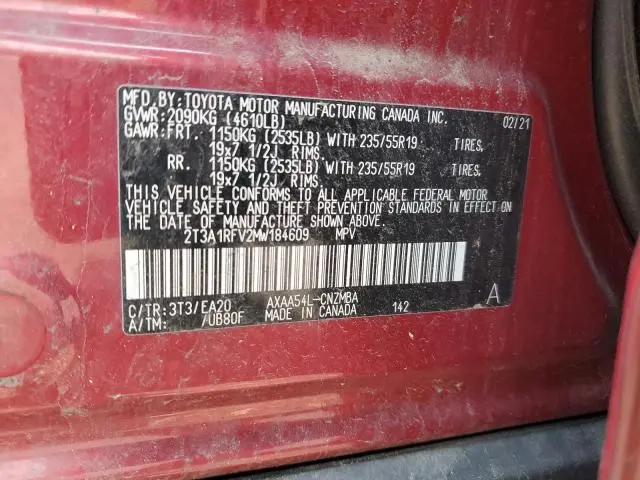 MFD.BY:TOYOTA MOTOR MANUFACTURING CANADA INC. 02/21
GVWR:2090KG (4610LB)
GAWR:FRT. 1150KG (2535LB) WITH 235/55R19 TIRES.
19x7 1/2J RIMS.
RR. 1150KG (2535LB) WITH 235/55R19 TIRES.
19x7 1/2J RIMS.
THIS VEHICLE CONFORMS TO ALL APPLICABLE FEDERAL MOTOR
VEHICLE SAFETY AND THEFT PREVENTION STANDARDS IN EFFECT ON
THE DATE OF MANUFACTURE SHOWN ABOVE.
2T3A1RFV2MW184609 MPV
C/TR:3T3/EA20 AXAA54L-CNZMBA A
A/TM: /UB80F MADE IN CANADA 142